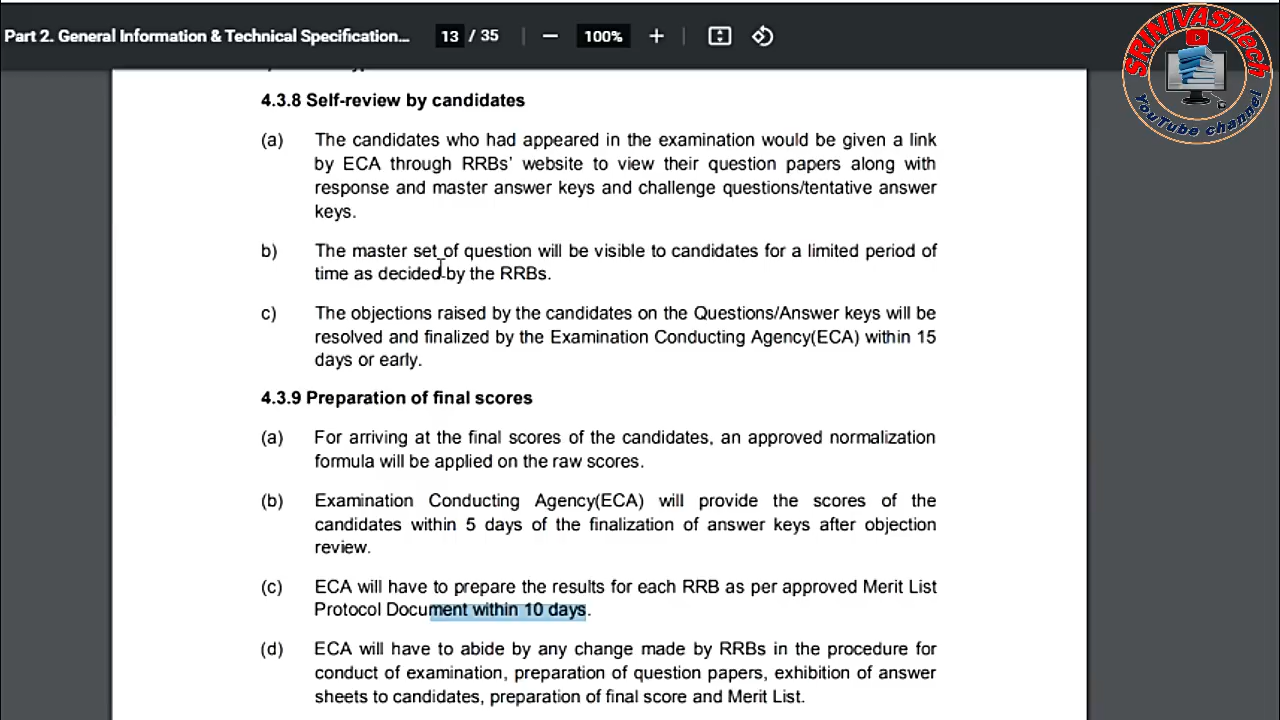 Part 2. General Information & Technical Specification...
13 / 35
100%
SRINIVASMech
YouTube channel
4.3.8 Self-review by candidates
(a) The candidates who had appeared in the examination would be given a link
by ECA through RRBs' website to view their question papers along with
response and master answer keys and challenge questions/tentative answer
keys.
b) The master set of question will be visible to candidates for a limited period of
time as decided by the RRBs.
c) The objections raised by the candidates on the Questions/Answer keys will be
resolved and finalized by the Examination Conducting Agency(ECA) within 15
days or early.
4.3.9 Preparation of final scores
(a) For arriving at the final scores of the candidates, an approved normalization
formula will be applied on the raw scores.
(b) Examination Conducting Agency(ECA) will provide the scores of the
candidates within 5 days of the finalization of answer keys after objection
review.
(c) ECA will have to prepare the results for each RRB as per approved Merit List
Protocol Document within 10 days.
(d) ECA will have to abide by any change made by RRBs in the procedure for
conduct of examination, preparation of question papers, exhibition of answer
sheets to candidates, preparation of final score and Merit List.